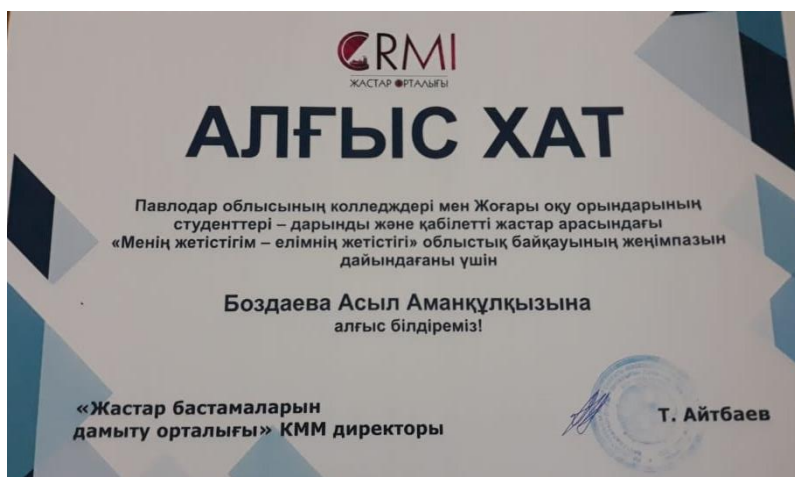 CRMI
ЖАСТАР ОРТАЛЫҒЫ
АЛҒЫС ХАТ
Павлодар облысының колледждері мен Жоғары оқу орындарының
студенттері – дарынды және қабілетті жастар арасындағы
«Менің жетістігім – елімнің жетістігі» облыстық байқауының жеңімпазын
дайындағаны үшін
Боздаева Асыл Аманқұлқызына
алғыс білдіреміз!
«Жастар бастамаларын
дамыту орталығы» КММ директоры
Т. Айтбаев